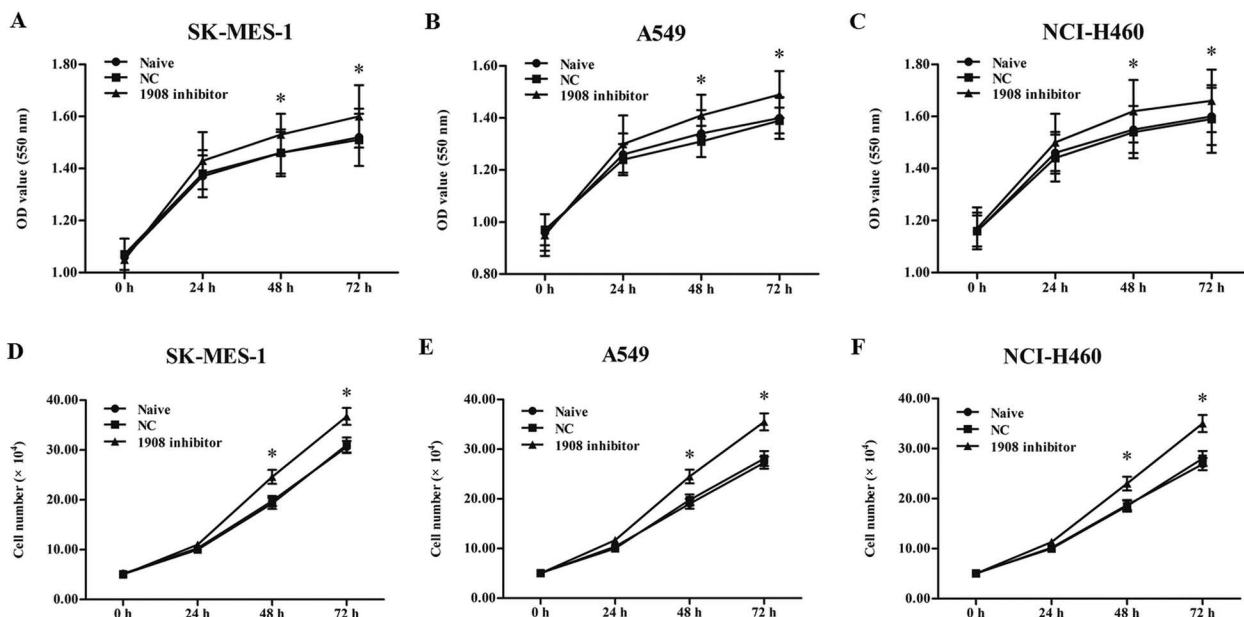 A
SK-MES-1
OD value (550 nm)
1.80
1.60
1.40
1.20
1.00
Naive
NC
1908 inhibitor
*
*
0 h
24 h
48 h
72 h
B
A549
OD value (550 nm)
1.60
1.40
1.20
1.00
0.80
Naive
NC
1908 inhibitor
*
*
0 h
24 h
48 h
72 h
C
NCI-H460
OD value (550 nm)
1.80
1.60
1.40
1.20
1.00
Naive
NC
1908 inhibitor
*
*
0 h
24 h
48 h
72 h
D
SK-MES-1
Cell number (× 10⁴)
40.00
30.00
20.00
10.00
0.00
Naive
NC
1908 inhibitor
*
*
0 h
24 h
48 h
72 h
E
A549
Cell number (× 10⁴)
40.00
30.00
20.00
10.00
0.00
Naive
NC
1908 inhibitor
*
*
0 h
24 h
48 h
72 h
F
NCI-H460
Cell number (× 10⁴)
40.00
30.00
20.00
10.00
0.00
Naive
NC
1908 inhibitor
*
*
0 h
24 h
48 h
72 h